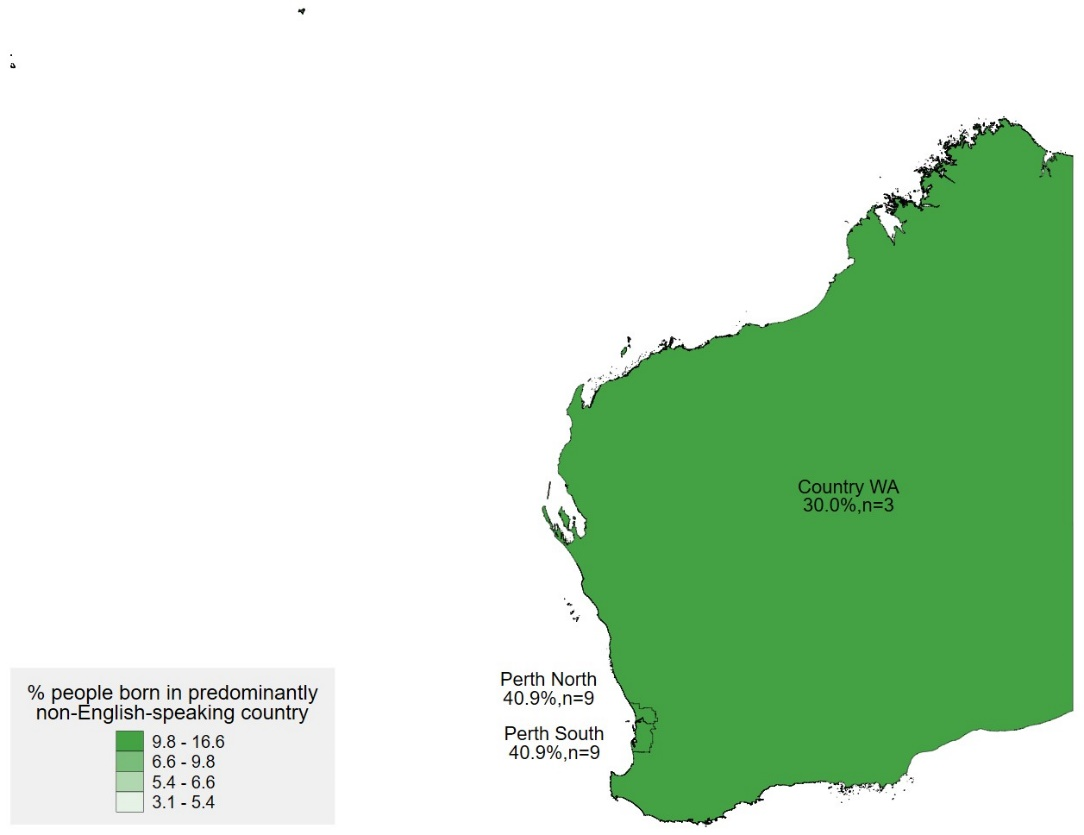 Country WA
30.0%,n=3
Perth North
40.9%,n=9
Perth South
40.9%,n=9
% people born in predominantly
non-English-speaking country
9.8 - 16.6
6.6 - 9.8
5.4 - 6.6
3.1 - 5.4